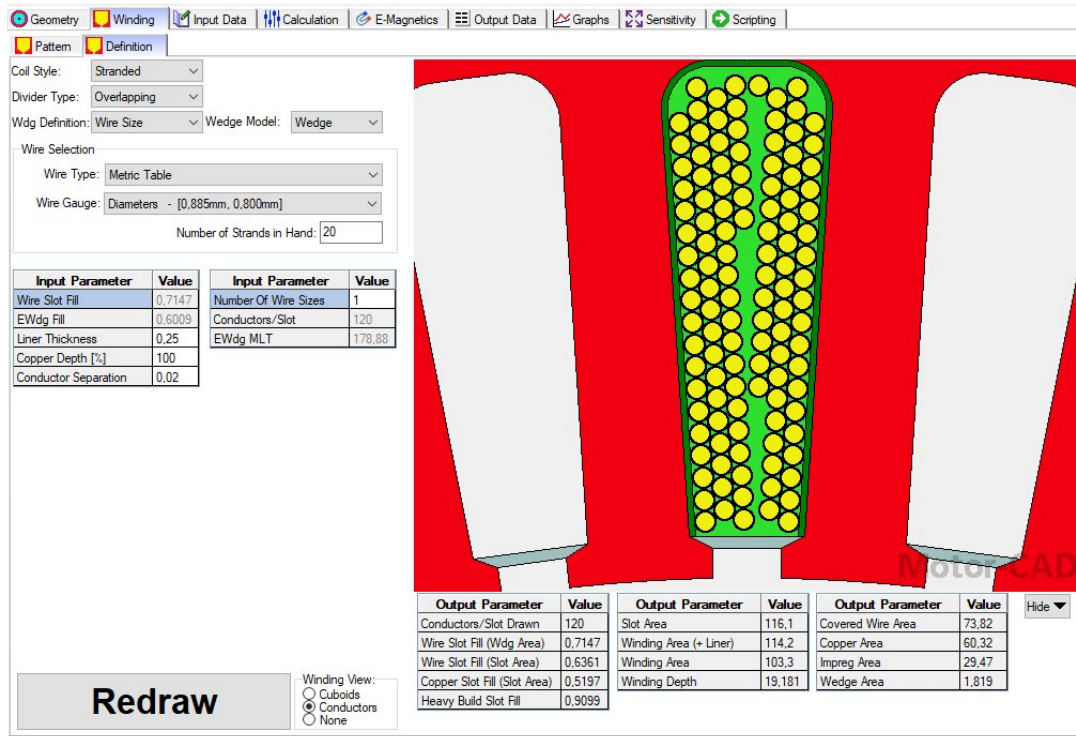 Geometry Winding Input Data Calculation E-Magnetics Output Data Graphs Sensitivity Scripting
Pattern Definition
Coil Style: Stranded
Divider Type: Overlapping
Wdg Definition: Wire Size Wedge Model: Wedge
Wire Selection
Wire Type: Metric Table
Wire Gauge: Diameters - [0,885mm, 0,800mm]
Number of Strands in Hand: 20
Input Parameter Value Input Parameter Value
Wire Slot Fill 0,7147 Number Of Wire Sizes 1
EWdg Fill 0,6009 Conductors/Slot 120
Liner Thickness 0,25 EWdg MLT 178,88
Copper Depth [%] 100
Conductor Separation 0,02
Motor-CAD
Output Parameter Value Output Parameter Value Output Parameter Value Hide
Conductors/Slot Drawn 120 Slot Area 116,1 Covered Wire Area 73,82
Wire Slot Fill (Wdg Area) 0,7147 Winding Area (+ Liner) 114,2 Copper Area 60,32
Wire Slot Fill (Slot Area) 0,6361 Winding Area 103,3 Impreg Area 29,47
Copper Slot Fill (Slot Area) 0,5197 Winding Depth 19,181 Wedge Area 1,819
Heavy Build Slot Fill 0,9099
Redraw
Winding View:
Cuboids
Conductors
None